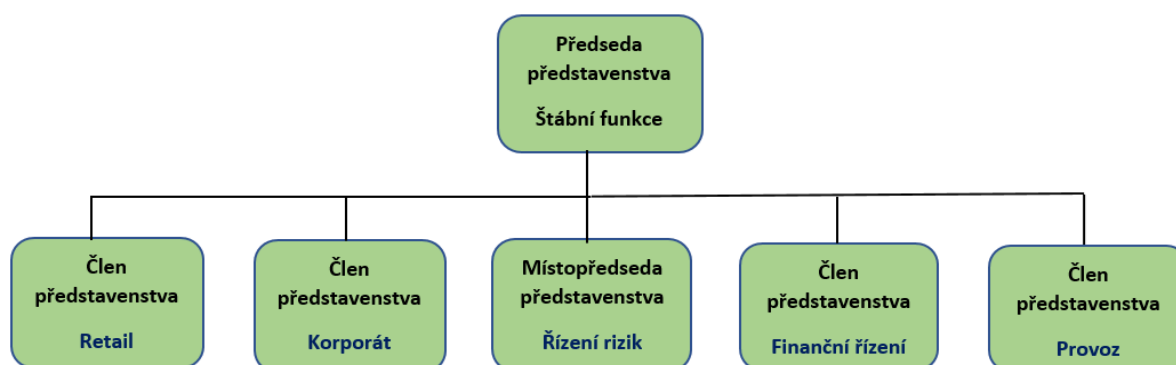 Předseda
představenstva
Štábní funkce
Člen
představenstva
Retail
Člen
představenstva
Korporát
Místopředseda
představenstva
Řízení rizik
Člen
představenstva
Finanční řízení
Člen
představenstva
Provoz